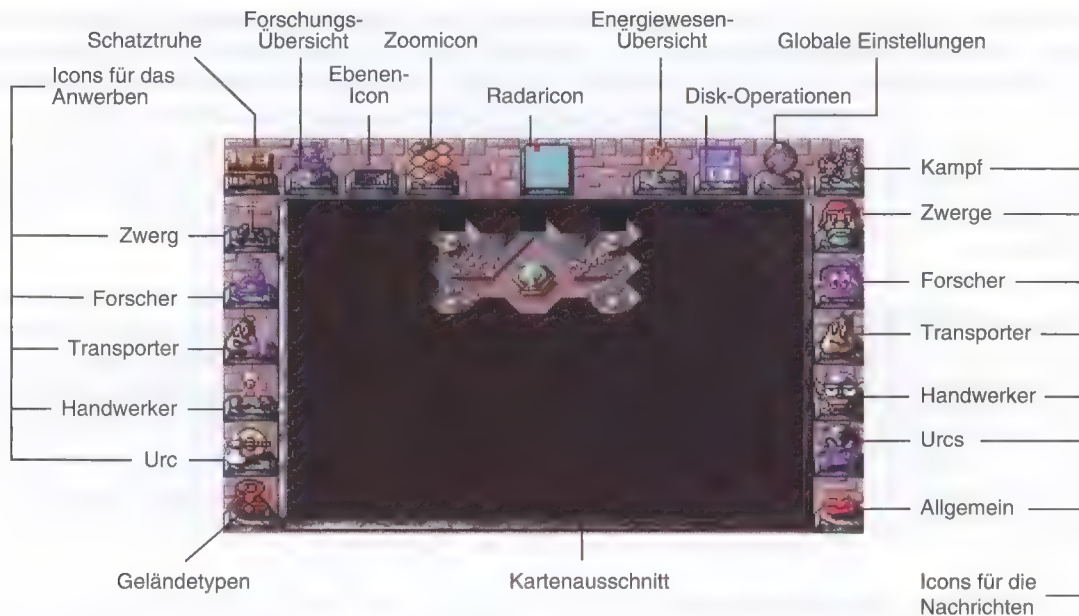 Forschungs-
Übersicht
Energiewesen-
Übersicht
Schatztruhe
Zoomicon
Globale Einstellungen
Icons für das
Anwerben
Ebenen-
Icon
Radaricon
Disk-Operationen
Kampf
Zwerg
Zwerge
Forscher
Forscher
Transporter
Transporter
Handwerker
Handwerker
Urc
Urcs
Allgemein
Geländetypen
Kartenausschnitt
Icons für die
Nachrichten